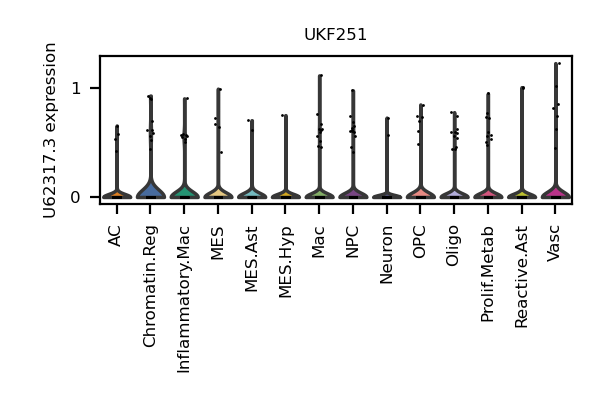 UKF251
U62317.3 expression
1
0
AC
Chromatin.Reg
Inflammatory.Mac
MES
MES.Ast
MES.Hyp
Mac
NPC
Neuron
OPC
Oligo
Prolif.Metab
Reactive.Ast
Vasc